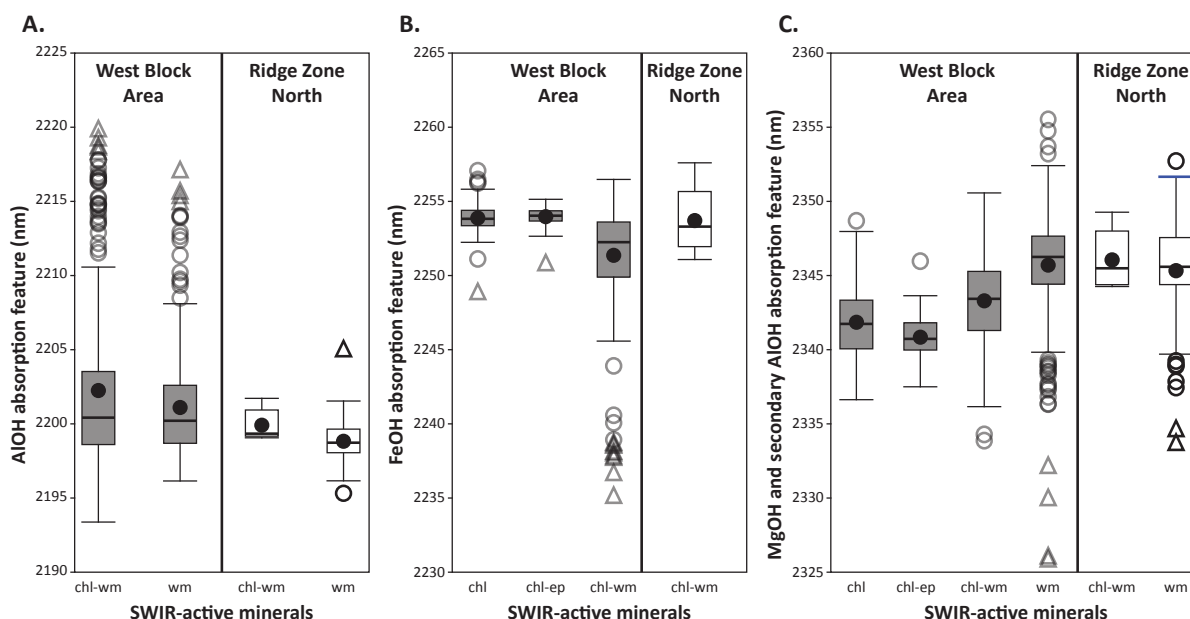 A.
AlOH absorption feature (nm)
2225
2220
2215
2210
2205
2200
2195
2190
West Block
Area
Ridge Zone
North
chl-wm
wm
chl-wm
wm
SWIR-active minerals
B.
FeOH absorption feature (nm)
2265
2260
2255
2250
2245
2240
2235
2230
West Block
Area
Ridge Zone
North
chl
chl-ep
chl-wm
chl-wm
SWIR-active minerals
C.
MgOH and secondary AlOH absorption feature (nm)
2360
2355
2350
2345
2340
2335
2330
2325
West Block
Area
Ridge Zone
North
chl
chl-ep
chl-wm
wm
chl-wm
wm
SWIR-active minerals